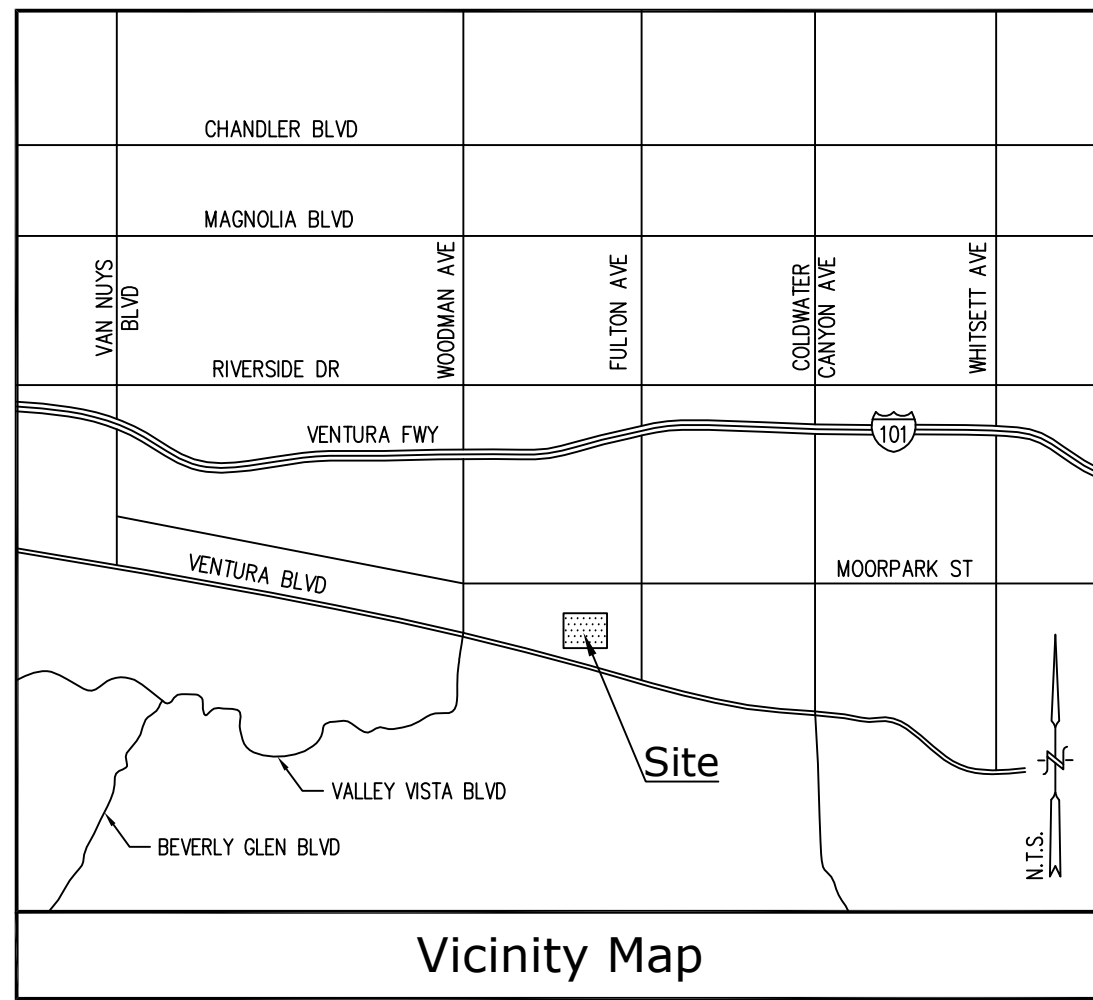 CHANDLER BLVD
MAGNOLIA BLVD
VAN NUYS
BLVD
WOODMAN AVE
FULTON AVE
COLDWATER
CANYON AVE
WHITSETT AVE
RIVERSIDE DR
VENTURA FWY
101
VENTURA BLVD
MOORPARK ST
Site
VALLEY VISTA BLVD
BEVERLY GLEN BLVD
N
N.T.S.
Vicinity Map